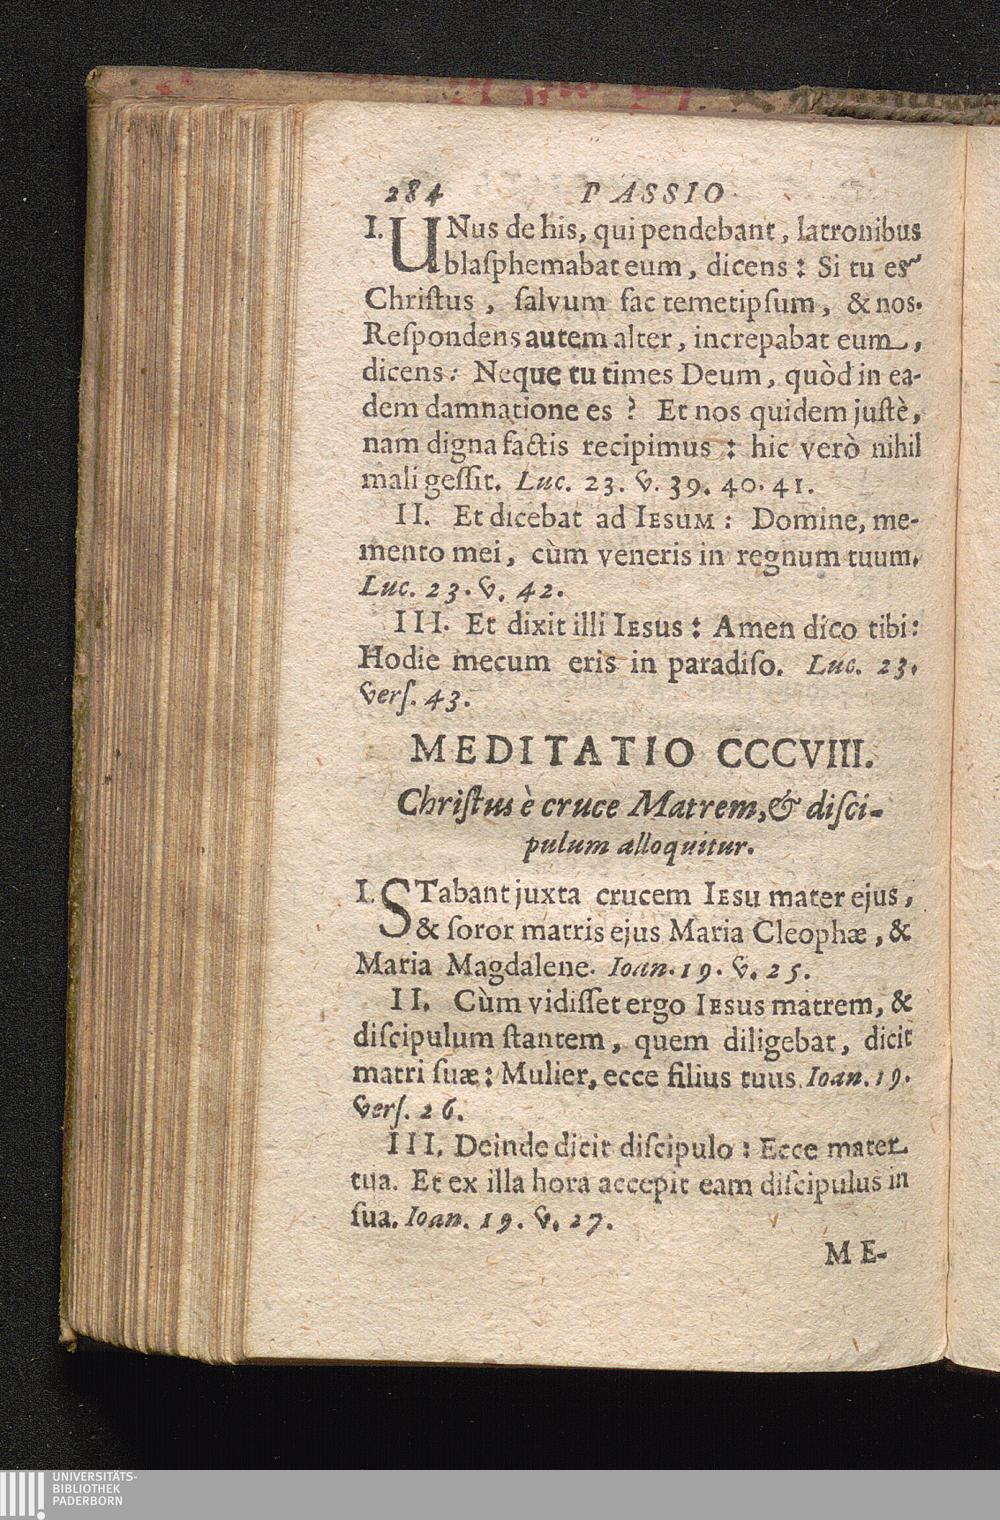 284 PASSIO
I. UNus de his, qui pendebant, latronibus
blaſphemabat eum, dicens: Si tu es
Chriſtus, ſalvum fac temetipſum, & nos.
Reſpondens autem alter, increpabat eum,
dicens: Neque tu times Deum, quòd in ea-
dem damnatione es? Et nos quidem juſtè,
nam digna factis recipimus: hic verò nihil
mali geſſit. Luc. 23. v. 39. 40. 41.
II. Et dicebat ad IESUM: Domine, me-
mento mei, cùm veneris in regnum tuum.
Luc. 23. v. 42.
III. Et dixit illi IEsus: Amen dico tibi:
Hodie mecum eris in paradiſo. Luc. 23.
verſ. 43.
MEDITATIO CCCVIII.
Chriſtus è cruce Matrem, & diſci-
pulum alloquitur.
I. STabant juxta crucem IEsu mater ejus,
& ſoror matris ejus Maria Cleophæ, &
Maria Magdalene. Ioan. 19. v. 25.
II. Cùm vidiſſet ergo IEsus matrem, &
diſcipulum ſtantem, quem diligebat, dicit
matri ſuæ: Mulier, ecce filius tuus. Ioan. 19.
verſ. 26.
III. Deinde dicit diſcipulo: Ecce mater
tua. Et ex illa hora accepit eam diſcipulus in
ſua. Ioan. 19. v. 27.
ME-
UNIVERSITÄTS-
BIBLIOTHEK
PADERBORN